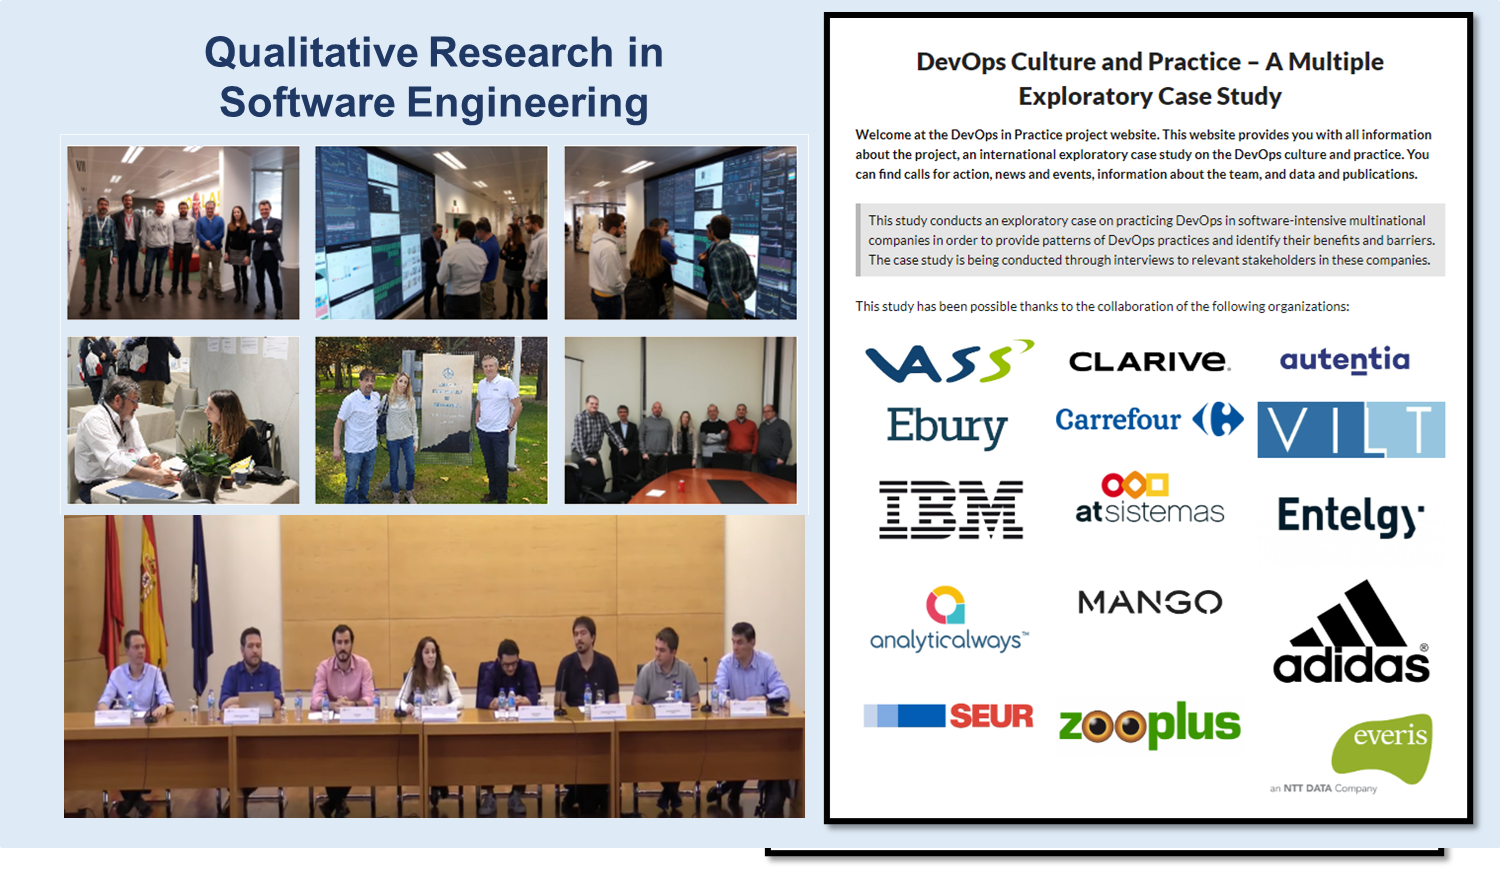 Qualitative Research in
Software Engineering
DevOps Culture and Practice – A Multiple
Exploratory Case Study
Welcome at the DevOps in Practice project website. This website provides you with all information
about the project, an international exploratory case study on the DevOps culture and practice. You
can find calls for action, news and events, information about the team, and data and publications.
This study conducts an exploratory case on practicing DevOps in software-intensive multinational
companies in order to provide patterns of DevOps practices and identify their benefits and barriers.
The case study is being conducted through interviews to relevant stakeholders in these companies.
This study has been possible thanks to the collaboration of the following organizations:
VASS
CLARIVE.
autentia
Ebury
Carrefour
VILT
IBM
atsistemas
Entelgy
analyticalways™
MANGO
adidas®
SEUR
zooplus
everis
an NTT DATA Company